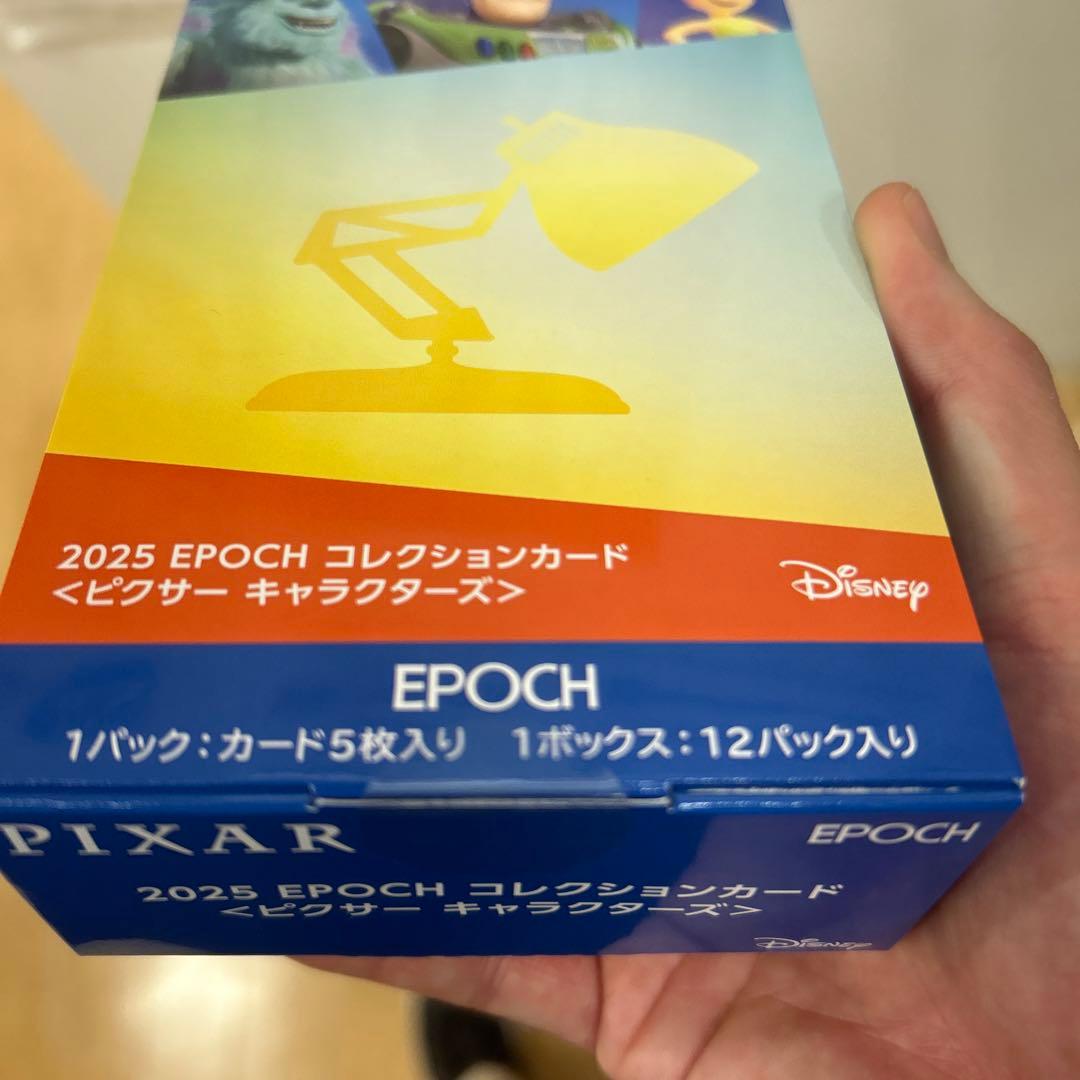 2025 EPOCH コレクションカード
<ピクサー キャラクターズ>
Disney
EPOCH
1パック:カード5枚入り 1ボックス:12パック入り
PIXAR
EPOCH
2025 EPOCH コレクションカード
<ピクサー キャラクターズ>
Disney